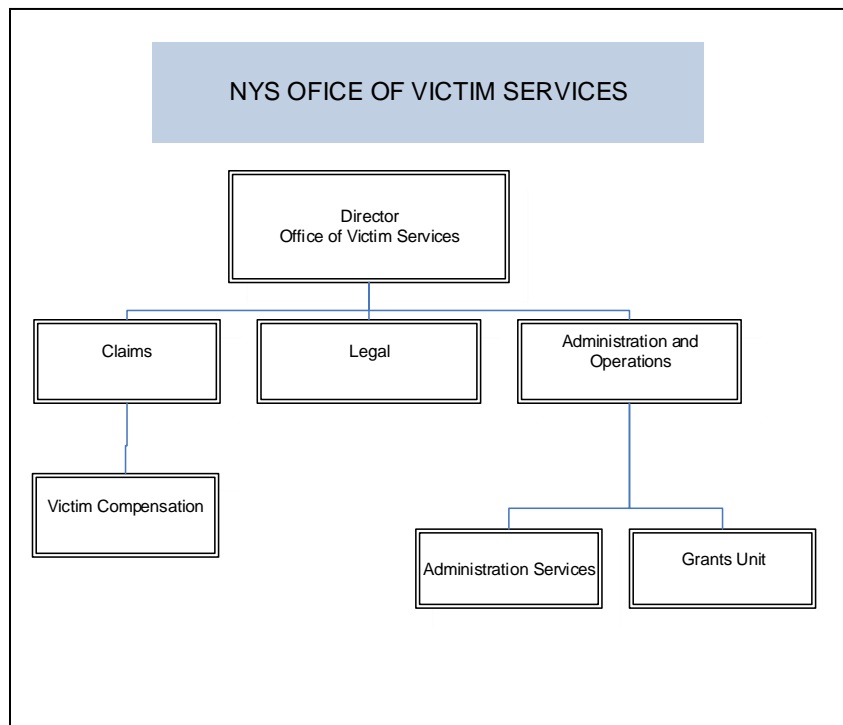 NYS OFICE OF VICTIM SERVICES
Director
Office of Victim Services
Claims
Legal
Administration and
Operations
Victim Compensation
Administration Services
Grants Unit